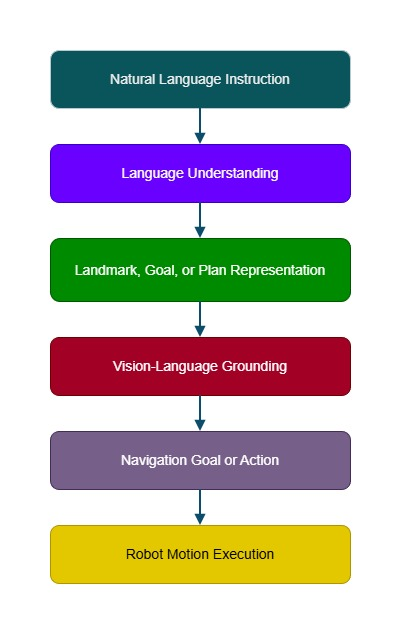 Natural Language Instruction
Language Understanding
Landmark, Goal, or Plan Representation
Vision-Language Grounding
Navigation Goal or Action
Robot Motion Execution